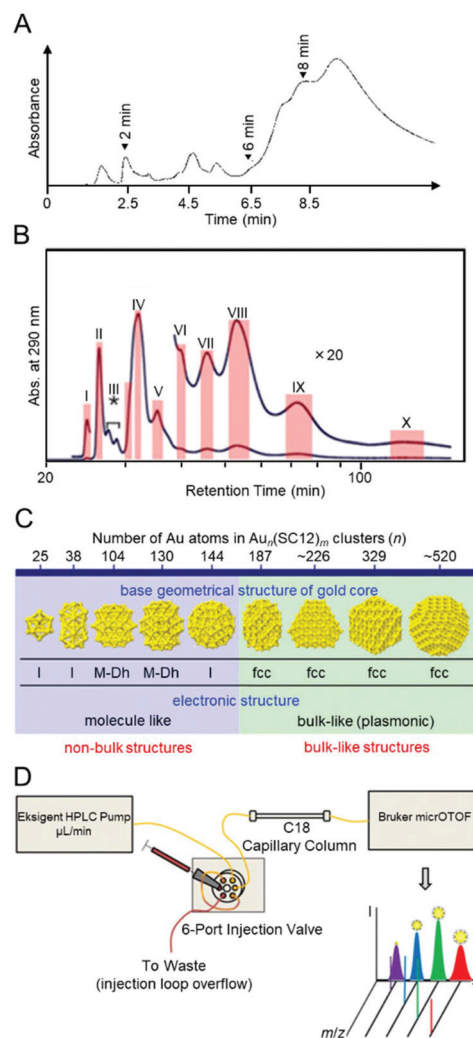 A
Absorbance
2 min
6 min
8 min
0
2.5
4.5
6.5
8.5
Time (min)
B
Abs. at 290 nm
I
II
III
*
IV
V
VI
VII
VIII
×20
IX
X
20
100
Retention Time (min)
C
Number of Au atoms in Auₙ(SC12)ₘ clusters (n)
25 38 104 130 144 187 ~226 329 ~520
base geometrical structure of gold core
I I M-Dh M-Dh I fcc fcc fcc fcc
electronic structure
molecule like bulk-like (plasmonic)
non-bulk structures bulk-like structures
D
Eksigent HPLC Pump
µL/min
C18
Capillary Column
Bruker micrOTOF
6-Port Injection Valve
To Waste
(injection loop overflow)
I
m/z